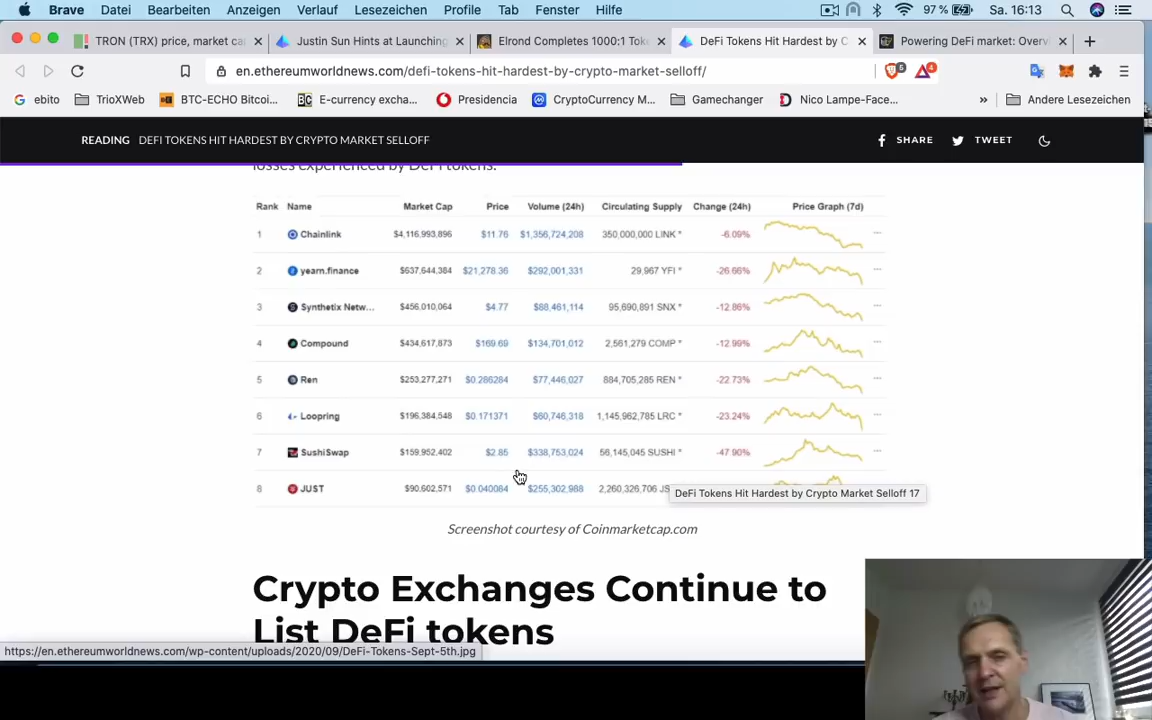 Brave Datei Bearbeiten Anzeigen Verlauf Lesezeichen Profile Tab Fenster Hilfe 97 % Sa. 16:13
TRON (TRX) price, market ca
Justin Sun Hints at Launching
Elrond Completes 1000:1 Tok
DeFi Tokens Hit Hardest by C
Powering DeFi market: Overv
en.ethereumworldnews.com/defi-tokens-hit-hardest-by-crypto-market-selloff/ 5 4
ebito TrioXWeb BTC-ECHO Bitcoi... E-currency excha... Presidencia CryptoCurrency M... Gamechanger Nico Lampe-Face... » Andere Lesezeichen
READING DEFI TOKENS HIT HARDEST BY CRYPTO MARKET SELLOFF SHARE TWEET
losses experienced by DeFi tokens.
Rank Name Market Cap Price Volume (24h) Circulating Supply Change (24h) Price Graph (7d)
1 Chainlink $4,116,993,896 $11.76 $1,356,724,208 350,000,000 LINK * -6.09%
2 yearn.finance $637,644,384 $21,278.36 $292,001,331 29,967 YFI * -26.66%
3 Synthetix Netw... $456,010,064 $4.77 $88,461,114 95,690,891 SNX * -12.86%
4 Compound $434,617,873 $169.69 $134,701,012 2,561,279 COMP * -12.99%
5 Ren $253,277,271 $0.286284 $77,446,027 884,705,285 REN * -22.73%
6 Loopring $196,384,548 $0.171371 $60,746,318 1,145,962,785 LRC * -23.24%
7 SushiSwap $159,952,402 $2.85 $338,753,024 56,145,045 SUSHI * -47.90%
8 JUST $90,602,571 $0.040084 $255,302,988 2,260,326,706 JS
DeFi Tokens Hit Hardest by Crypto Market Selloff 17
Screenshot courtesy of Coinmarketcap.com
Crypto Exchanges Continue to
List DeFi tokens
https://en.ethereumworldnews.com/wp-content/uploads/2020/09/DeFi-Tokens-Sept-5th.jpg